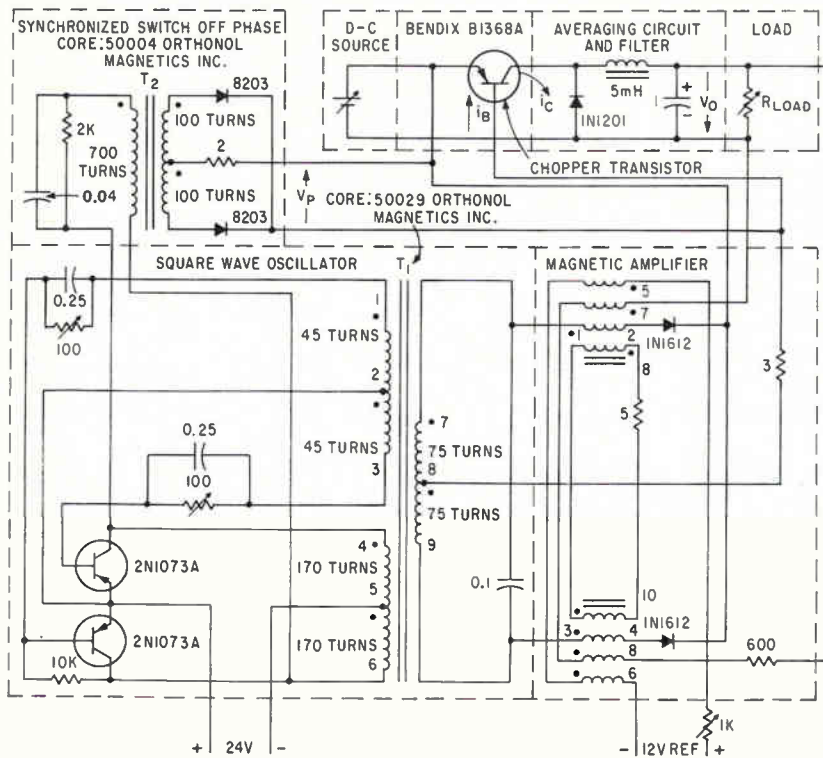 SYNCHRONIZED SWITCH OFF PHASE
CORE:50004 ORTHONOL
MAGNETICS INC.
T2
8203
100 TURNS
2K
700
TURNS
2
0.04
100 TURNS
8203
VP
D-C
SOURCE
BENDIX B1368A
AVERAGING CIRCUIT
AND FILTER
LOAD
5mH
+
1
-
VO
RLOAD
iB
iC
1N1201
CHOPPER TRANSISTOR
CORE:50029 ORTHONOL
MAGNETICS INC.
SQUARE WAVE OSCILLATOR
T1
0.25
100
1
45 TURNS
2
45 TURNS
3
0.25
100
7
75 TURNS
8
75 TURNS
9
4
170 TURNS
5
170 TURNS
6
2N1073A
2N1073A
10K
+ 24V -
0.1
MAGNETIC AMPLIFIER
5
7
1
2
1N1612
8
5
3
10
1N1612
3
4
8
600
6
1K
- 12V REF +